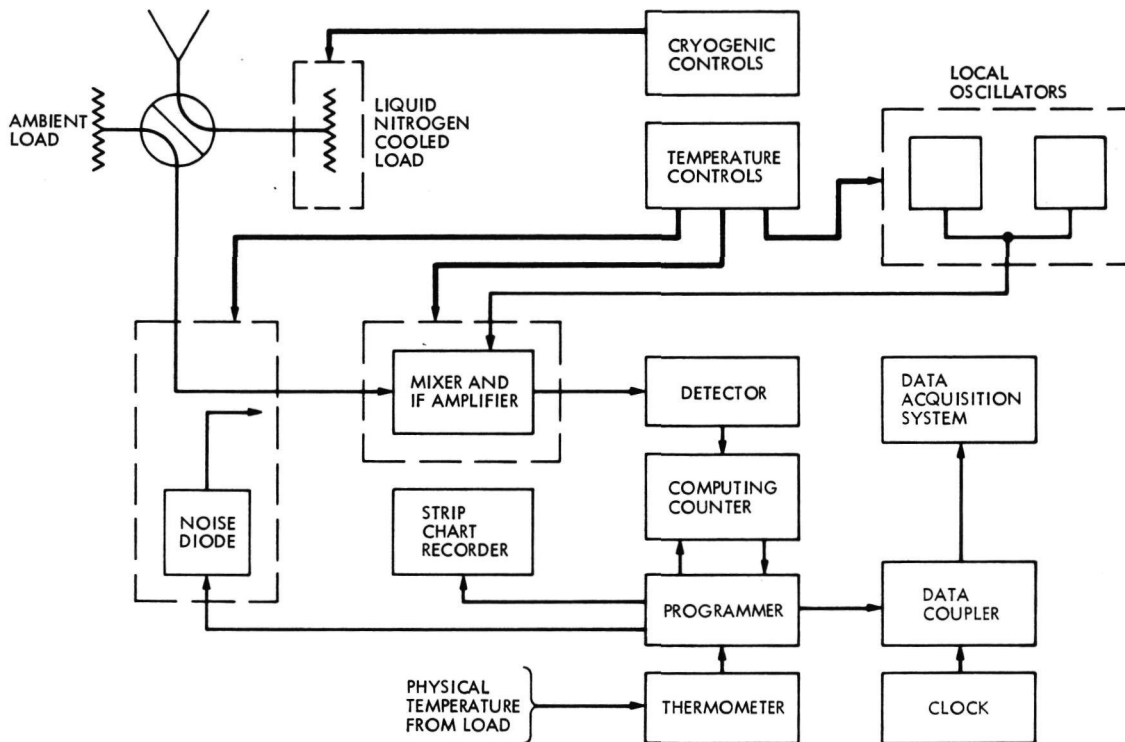 CRYOGENIC
CONTROLS
LOCAL
OSCILLATORS
AMBIENT
LOAD
LIQUID
NITROGEN
COOLED
LOAD
TEMPERATURE
CONTROLS
MIXER AND
IF AMPLIFIER
DETECTOR
DATA
ACQUISITION
SYSTEM
NOISE
DIODE
STRIP
CHART
RECORDER
COMPUTING
COUNTER
PROGRAMMER
DATA
COUPLER
PHYSICAL
TEMPERATURE
FROM LOAD
THERMOMETER
CLOCK